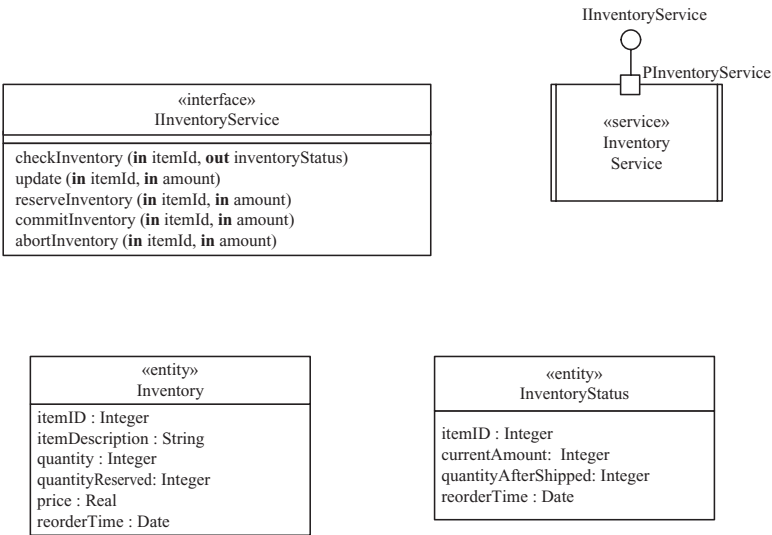 IInventoryService
PInventoryService
«service»
Inventory
Service
«interface»
IInventoryService
checkInventory (in itemId, out inventoryStatus)
update (in itemId, in amount)
reserveInventory (in itemId, in amount)
commitInventory (in itemId, in amount)
abortInventory (in itemId, in amount)
«entity»
Inventory
itemID : Integer
itemDescription : String
quantity : Integer
quantityReserved: Integer
price : Real
reorderTime : Date
«entity»
InventoryStatus
itemID : Integer
currentAmount: Integer
quantityAfterShipped: Integer
reorderTime : Date